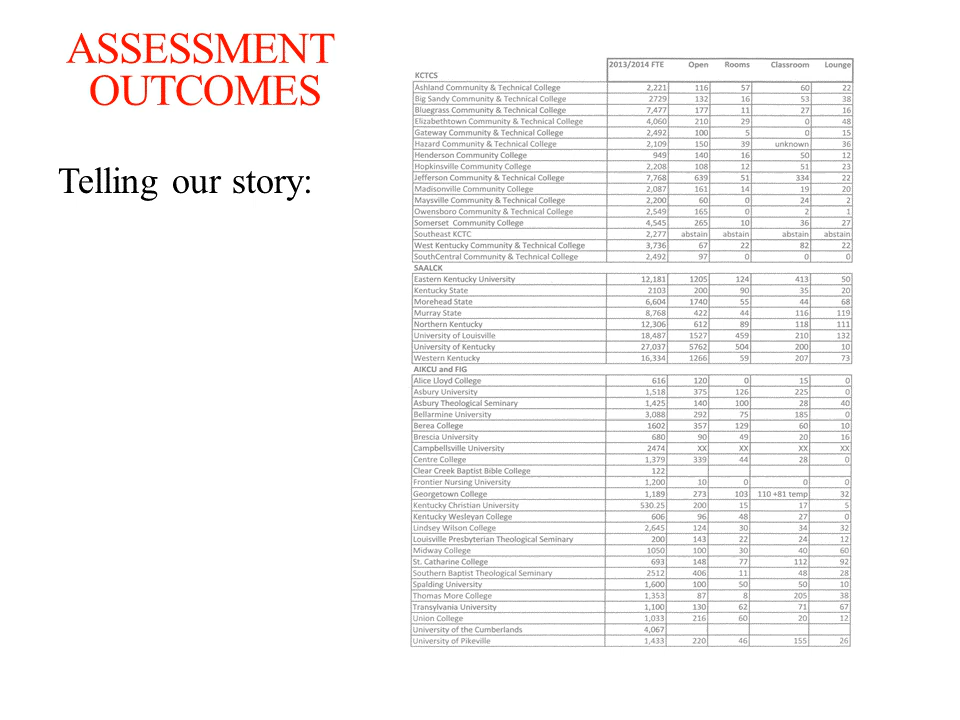 ASSESSMENT
OUTCOMES
Telling our story:
2013/2014 FTE Open Rooms Classroom Lounge
KCTCS
Ashland Community & Technical College 2,221 116 57 60 22
Big Sandy Community & Technical College 2729 132 16 53 38
Bluegrass Community & Technical College 7,477 177 11 27 16
Elizabethtown Community & Technical College 4,060 210 29 0 48
Gateway Community & Technical College 2,492 100 5 0 15
Hazard Community & Technical College 2,109 150 39 unknown 36
Henderson Community College 949 140 16 50 12
Hopkinsville Community College 2,208 108 12 51 23
Jefferson Community & Technical College 7,768 639 51 334 22
Madisonville Community College 2,087 161 14 19 20
Maysville Community & Technical College 2,200 60 0 24 2
Owensboro Community & Technical College 2,549 165 0 2 1
Somerset Community College 4,545 265 10 36 27
Southeast KCTC 2,277 abstain abstain abstain abstain
West Kentucky Community & Technical College 3,736 67 22 82 22
SouthCentral Community & Technical College 2,492 97 0 0 0
SAALCK
Eastern Kentucky University 12,181 1205 124 413 50
Kentucky State 2103 200 90 35 20
Morehead State 6,604 1740 55 44 68
Murray State 8,768 422 44 116 119
Northern Kentucky 12,306 612 89 118 111
University of Louisville 18,487 1527 459 210 132
University of Kentucky 27,037 5762 504 200 10
Western Kentucky 16,334 1266 59 207 73
AIKCU and FIG
Alice Lloyd College 616 120 0 15 0
Asbury University 1,518 375 126 225 0
Asbury Theological Seminary 1,425 140 100 28 40
Bellarmine University 3,088 292 75 185 0
Berea College 1602 357 129 60 10
Brescia University 680 90 49 20 16
Campbellsville University 2474 XX XX XX XX
Centre College 1,379 339 44 28 0
Clear Creek Baptist Bible College 122
Frontier Nursing University 1,200 10 0 0 0
Georgetown College 1,189 273 103 110 +81 temp 32
Kentucky Christian University 530.25 200 15 17 5
Kentucky Wesleyan College 606 96 48 27 0
Lindsey Wilson College 2,645 124 30 34 32
Louisville Presbyterian Theological Seminary 200 143 22 24 12
Midway College 1050 100 30 40 60
St. Catharine College 693 148 77 112 92
Southern Baptist Theological Seminary 2512 406 11 48 28
Spalding University 1,600 100 50 50 10
Thomas More College 1,353 87 8 205 38
Transylvania University 1,100 130 62 71 67
Union College 1,033 216 60 20 12
University of the Cumberlands 4,067
University of Pikeville 1,433 220 46 155 26